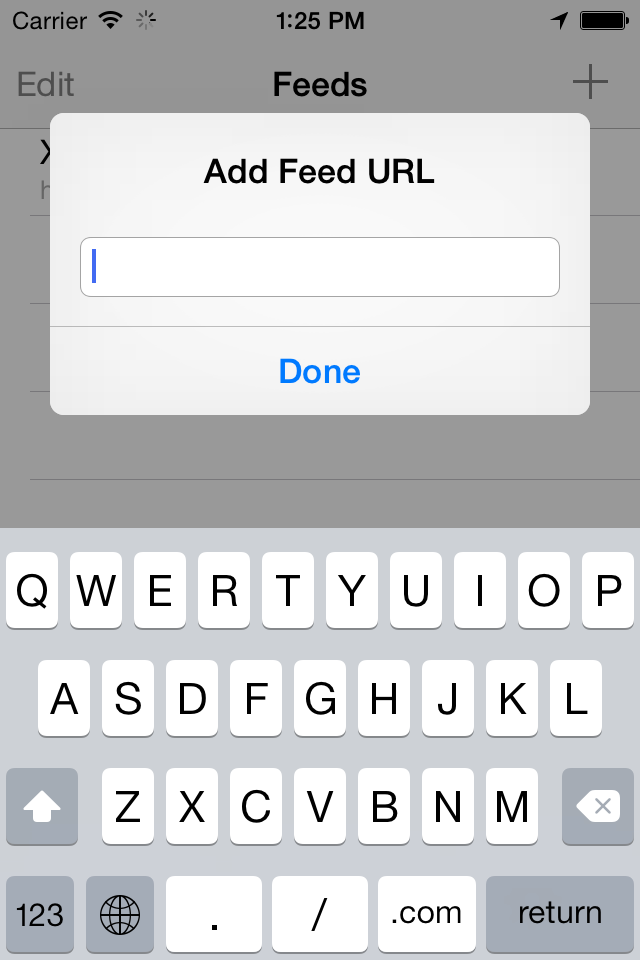 Carrier 1:25 PM
Edit Feeds
Add Feed URL
Done
Q W E R T Y U I O P
A S D F G H J K L
Z X C V B N M
123 . / .com return